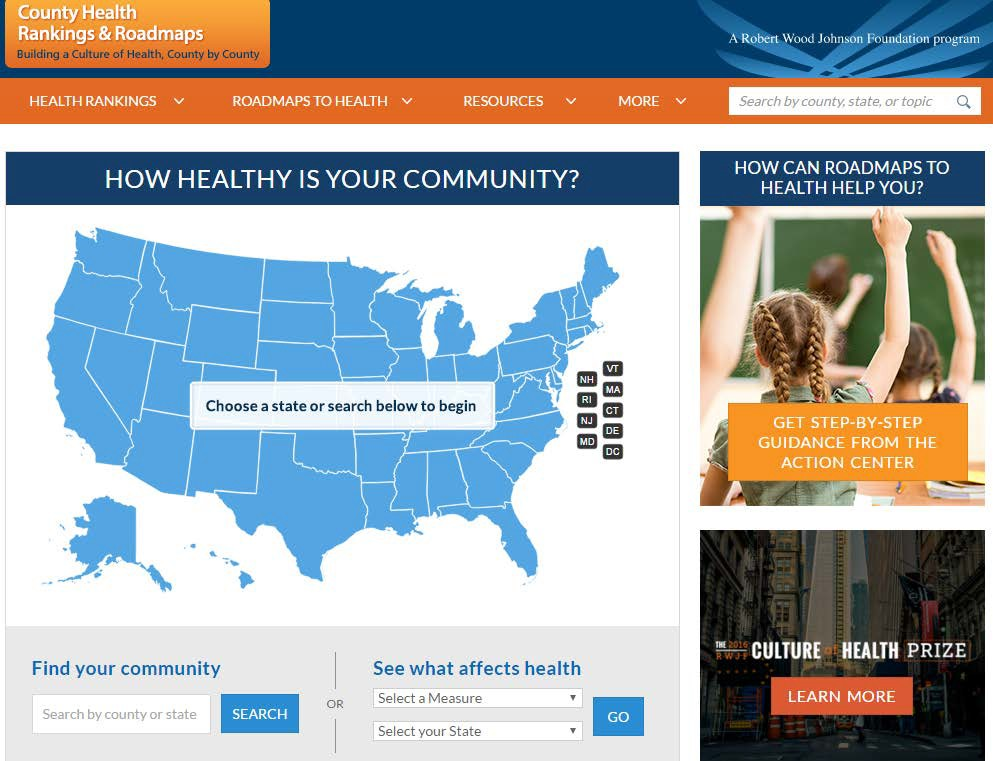 County Health
Rankings & Roadmaps
Building a Culture of Health, County by County
A Robert Wood Johnson Foundation program
HEALTH RANKINGS
ROADMAPS TO HEALTH
RESOURCES
MORE
Search by county, state, or topic
HOW HEALTHY IS YOUR COMMUNITY?
Choose a state or search below to begin
VT
NH
MA
RI
CT
NJ
DE
MD
DC
Find your community
Search by county or state
SEARCH
OR
See what affects health
Select a Measure
Select your State
GO
HOW CAN ROADMAPS TO
HEALTH HELP YOU?
GET STEP-BY-STEP
GUIDANCE FROM THE
ACTION CENTER
THE 2016
RWJF
CULTURE of HEALTH PRIZE
LEARN MORE